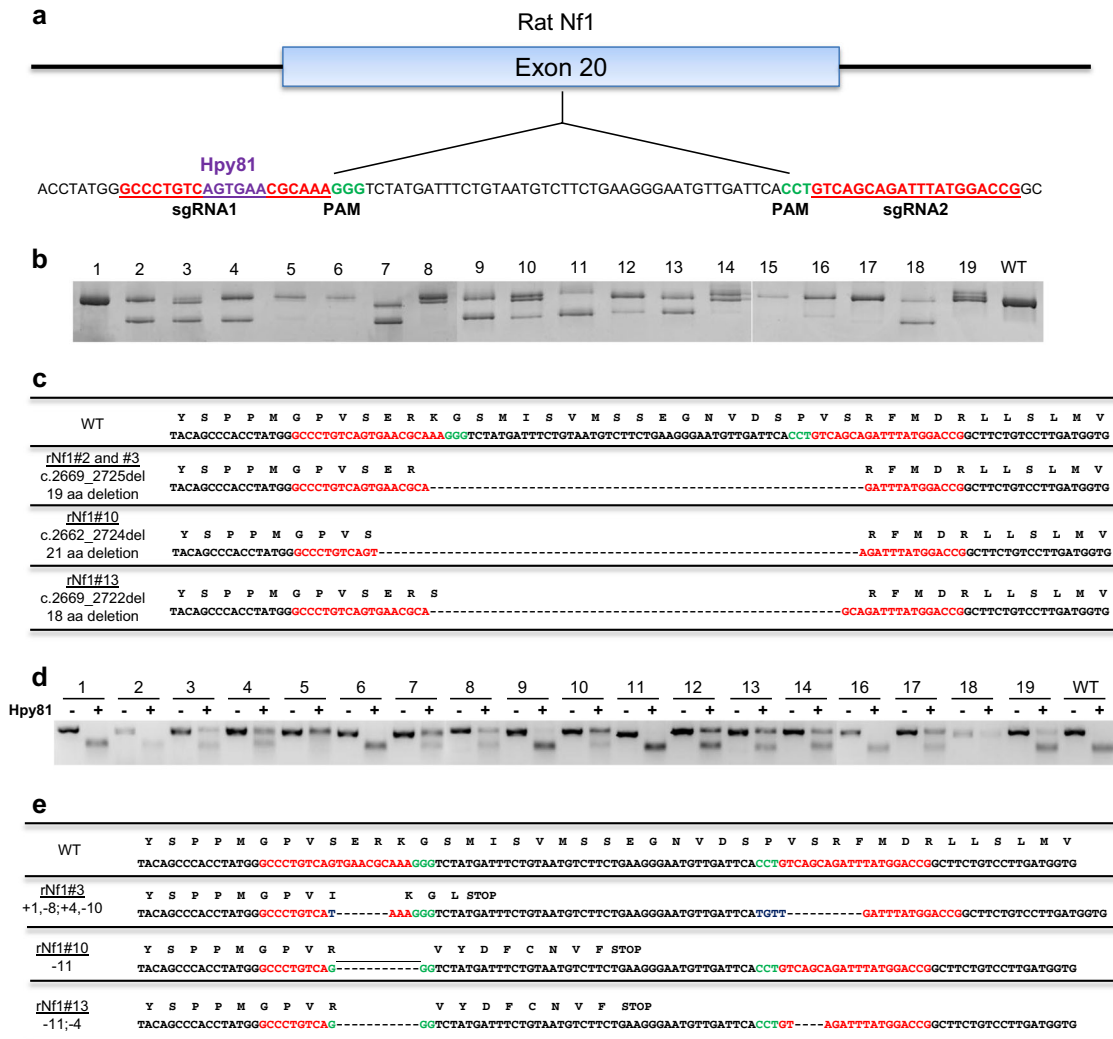 a
Rat Nf1
Exon 20
Hpy81
ACCTATGGGCCCTGTCAGTGAACGCAAAGGGTCTATGATTTCTGTAATGTCTTCTGAAGGGAATGTTGATTCACCTGTCAGCAGATTTATGGACCGGC
sgRNA1 PAM PAM sgRNA2
b
1 2 3 4 5 6 7 8 9 10 11 12 13 14 15 16 17 18 19 WT
c
WT
Y S P P M G P V S E R K G S M I S V M S S E G N V D S P V S R F M D R L L S L M V
TACAGCCCACCTATGGGCCCTGTCAGTGAACGCAAAGGGTCTATGATTTCTGTAATGTCTTCTGAAGGGAATGTTGATTCACCTGTCAGCAGATTTATGGACCGGCTTCTGTCCTTGATGGTG
rNf1#2 and #3
c.2669_2725del
19 aa deletion
Y S P P M G P V S E R R F M D R L L S L M V
TACAGCCCACCTATGGGCCCTGTCAGTGAACGCA---------------------------------------------------------GATTTATGGACCGGCTTCTGTCCTTGATGGTG
rNf1#10
c.2662_2724del
21 aa deletion
Y S P P M G P V S R F M D R L L S L M V
TACAGCCCACCTATGGGCCCTGTCAGT---------------------------------------------------------------AGATTTATGGACCGGCTTCTGTCCTTGATGGTG
rNf1#13
c.2669_2722del
18 aa deletion
Y S P P M G P V S E R S R F M D R L L S L M V
TACAGCCCACCTATGGGCCCTGTCAGTGAACGCA------------------------------------------------------GCAGATTTATGGACCGGCTTCTGTCCTTGATGGTG
d
1 2 3 4 5 6 7 8 9 10 11 12 13 14 16 17 18 19 WT
Hpy81 - + - + - + - + - + - + - + - + - + - + - + - + - + - + - + - + - + - + - +
e
WT
Y S P P M G P V S E R K G S M I S V M S S E G N V D S P V S R F M D R L L S L M V
TACAGCCCACCTATGGGCCCTGTCAGTGAACGCAAAGGGTCTATGATTTCTGTAATGTCTTCTGAAGGGAATGTTGATTCACCTGTCAGCAGATTTATGGACCGGCTTCTGTCCTTGATGGTG
rNf1#3
+1,-8;+4,-10
Y S P P M G P V I K G L STOP
TACAGCCCACCTATGGGCCCTGTCAT-------AAAGGGTCTATGATTTCTGTAATGTCTTCTGAAGGGAATGTTGATTCATGTT----------GATTTATGGACCGGCTTCTGTCCTTGATGGTG
rNf1#10
-11
Y S P P M G P V R V Y D F C N V F STOP
TACAGCCCACCTATGGGCCCTGTCAG-----------GGTCTATGATTTCTGTAATGTCTTCTGAAGGGAATGTTGATTCACCTGTCAGCAGATTTATGGACCGGCTTCTGTCCTTGATGGTG
rNf1#13
-11;-4
Y S P P M G P V R V Y D F C N V F STOP
TACAGCCCACCTATGGGCCCTGTCAG-----------GGTCTATGATTTCTGTAATGTCTTCTGAAGGGAATGTTGATTCACCTGT----AGATTTATGGACCGGCTTCTGTCCTTGATGGTG